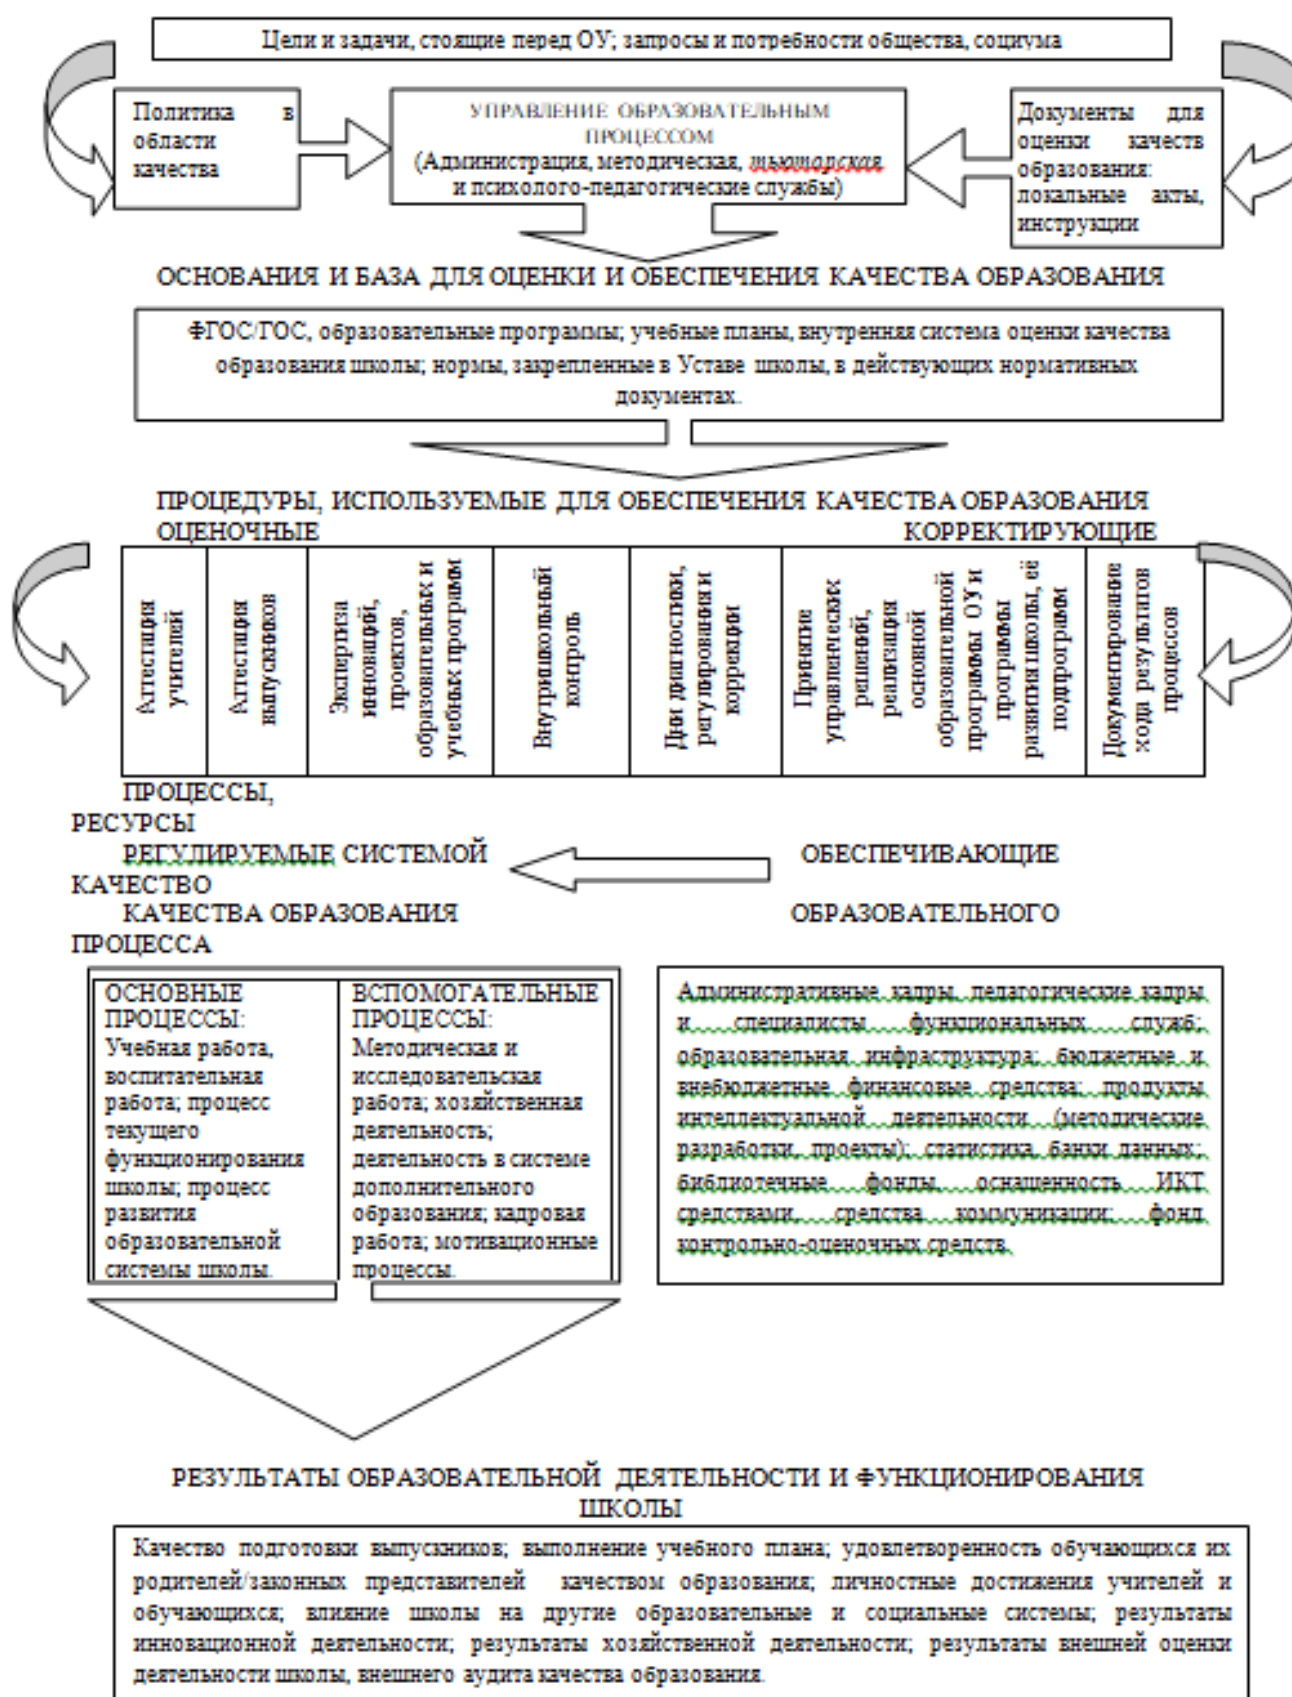 Цели и задачи, стоящие перед ОУ; запросы и потребности общества, социума
Политика в
области
качества
УПРАВЛЕНИЕ ОБРАЗОВАТЕЛЬНЫМ
ПРОЦЕССОМ
(Администрация, методическая, тьютарская
и психолого-педагогические службы)
Документы для
оценки качеств
образования:
локальные акты,
инструкции
ОСНОВАНИЯ И БАЗА ДЛЯ ОЦЕНКИ И ОБЕСПЕЧЕНИЯ КАЧЕСТВА ОБРАЗОВАНИЯ
ФГОС/ГОС, образовательные программы; учебные планы, внутренняя система оценки качества
образования школы; нормы, закрепленные в Уставе школы, в действующих нормативных
документах.
ПРОЦЕДУРЫ, ИСПОЛЬЗУЕМЫЕ ДЛЯ ОБЕСПЕЧЕНИЯ КАЧЕСТВА ОБРАЗОВАНИЯ
ОЦЕНОЧНЫЕ КОРРЕКТИРУЮЩИЕ
Аттестация
учителей
Аттестация
выпускников
Экспертиза
инноваций,
проектов,
образовательных и
учебных программ
Внутришкольный
контроль
Дни диагностики,
регулирования и
коррекции
Принятие
управленческих
решений,
реализация
основной
образовательной
программы ОУ и
программы
развития школы, её
подпрограмм
Документирование
хода результатов
процессов
ПРОЦЕССЫ,
РЕСУРСЫ
РЕГУЛИРУЕМЫЕ СИСТЕМОЙ ОБЕСПЕЧИВАЮЩИЕ
КАЧЕСТВО
КАЧЕСТВА ОБРАЗОВАНИЯ ОБРАЗОВАТЕЛЬНОГО
ПРОЦЕССА
ОСНОВНЫЕ
ПРОЦЕССЫ:
Учебная работа,
воспитательная
работа; процесс
текущего
функционирования
школы; процесс
развития
образовательной
системы школы.
ВСПОМОГАТЕЛЬНЫЕ
ПРОЦЕССЫ:
Методическая и
исследовательская
работа; хозяйственная
деятельность;
деятельность в системе
дополнительного
образования; кадровая
работа; мотивационные
процессы.
Административные кадры, педагогические кадры
и специалисты функциональных служб;
образовательная инфраструктура; бюджетные и
внебюджетные финансовые средства; продукты
интеллектуальной деятельности (методические
разработки, проекты); статистика, банки данных;
библиотечные фонды, оснащенность ИКТ
средствами, средства коммуникации; фонд
контрольно-оценочных средств.
РЕЗУЛЬТАТЫ ОБРАЗОВАТЕЛЬНОЙ ДЕЯТЕЛЬНОСТИ И ФУНКЦИОНИРОВАНИЯ
ШКОЛЫ
Качество подготовки выпускников; выполнение учебного плана; удовлетворенность обучающихся их
родителей/законных представителей качеством образования; личностные достижения учителей и
обучающихся; влияние школы на другие образовательные и социальные системы; результаты
инновационной деятельности; результаты хозяйственной деятельности; результаты внешней оценки
деятельности школы, внешнего аудита качества образования.